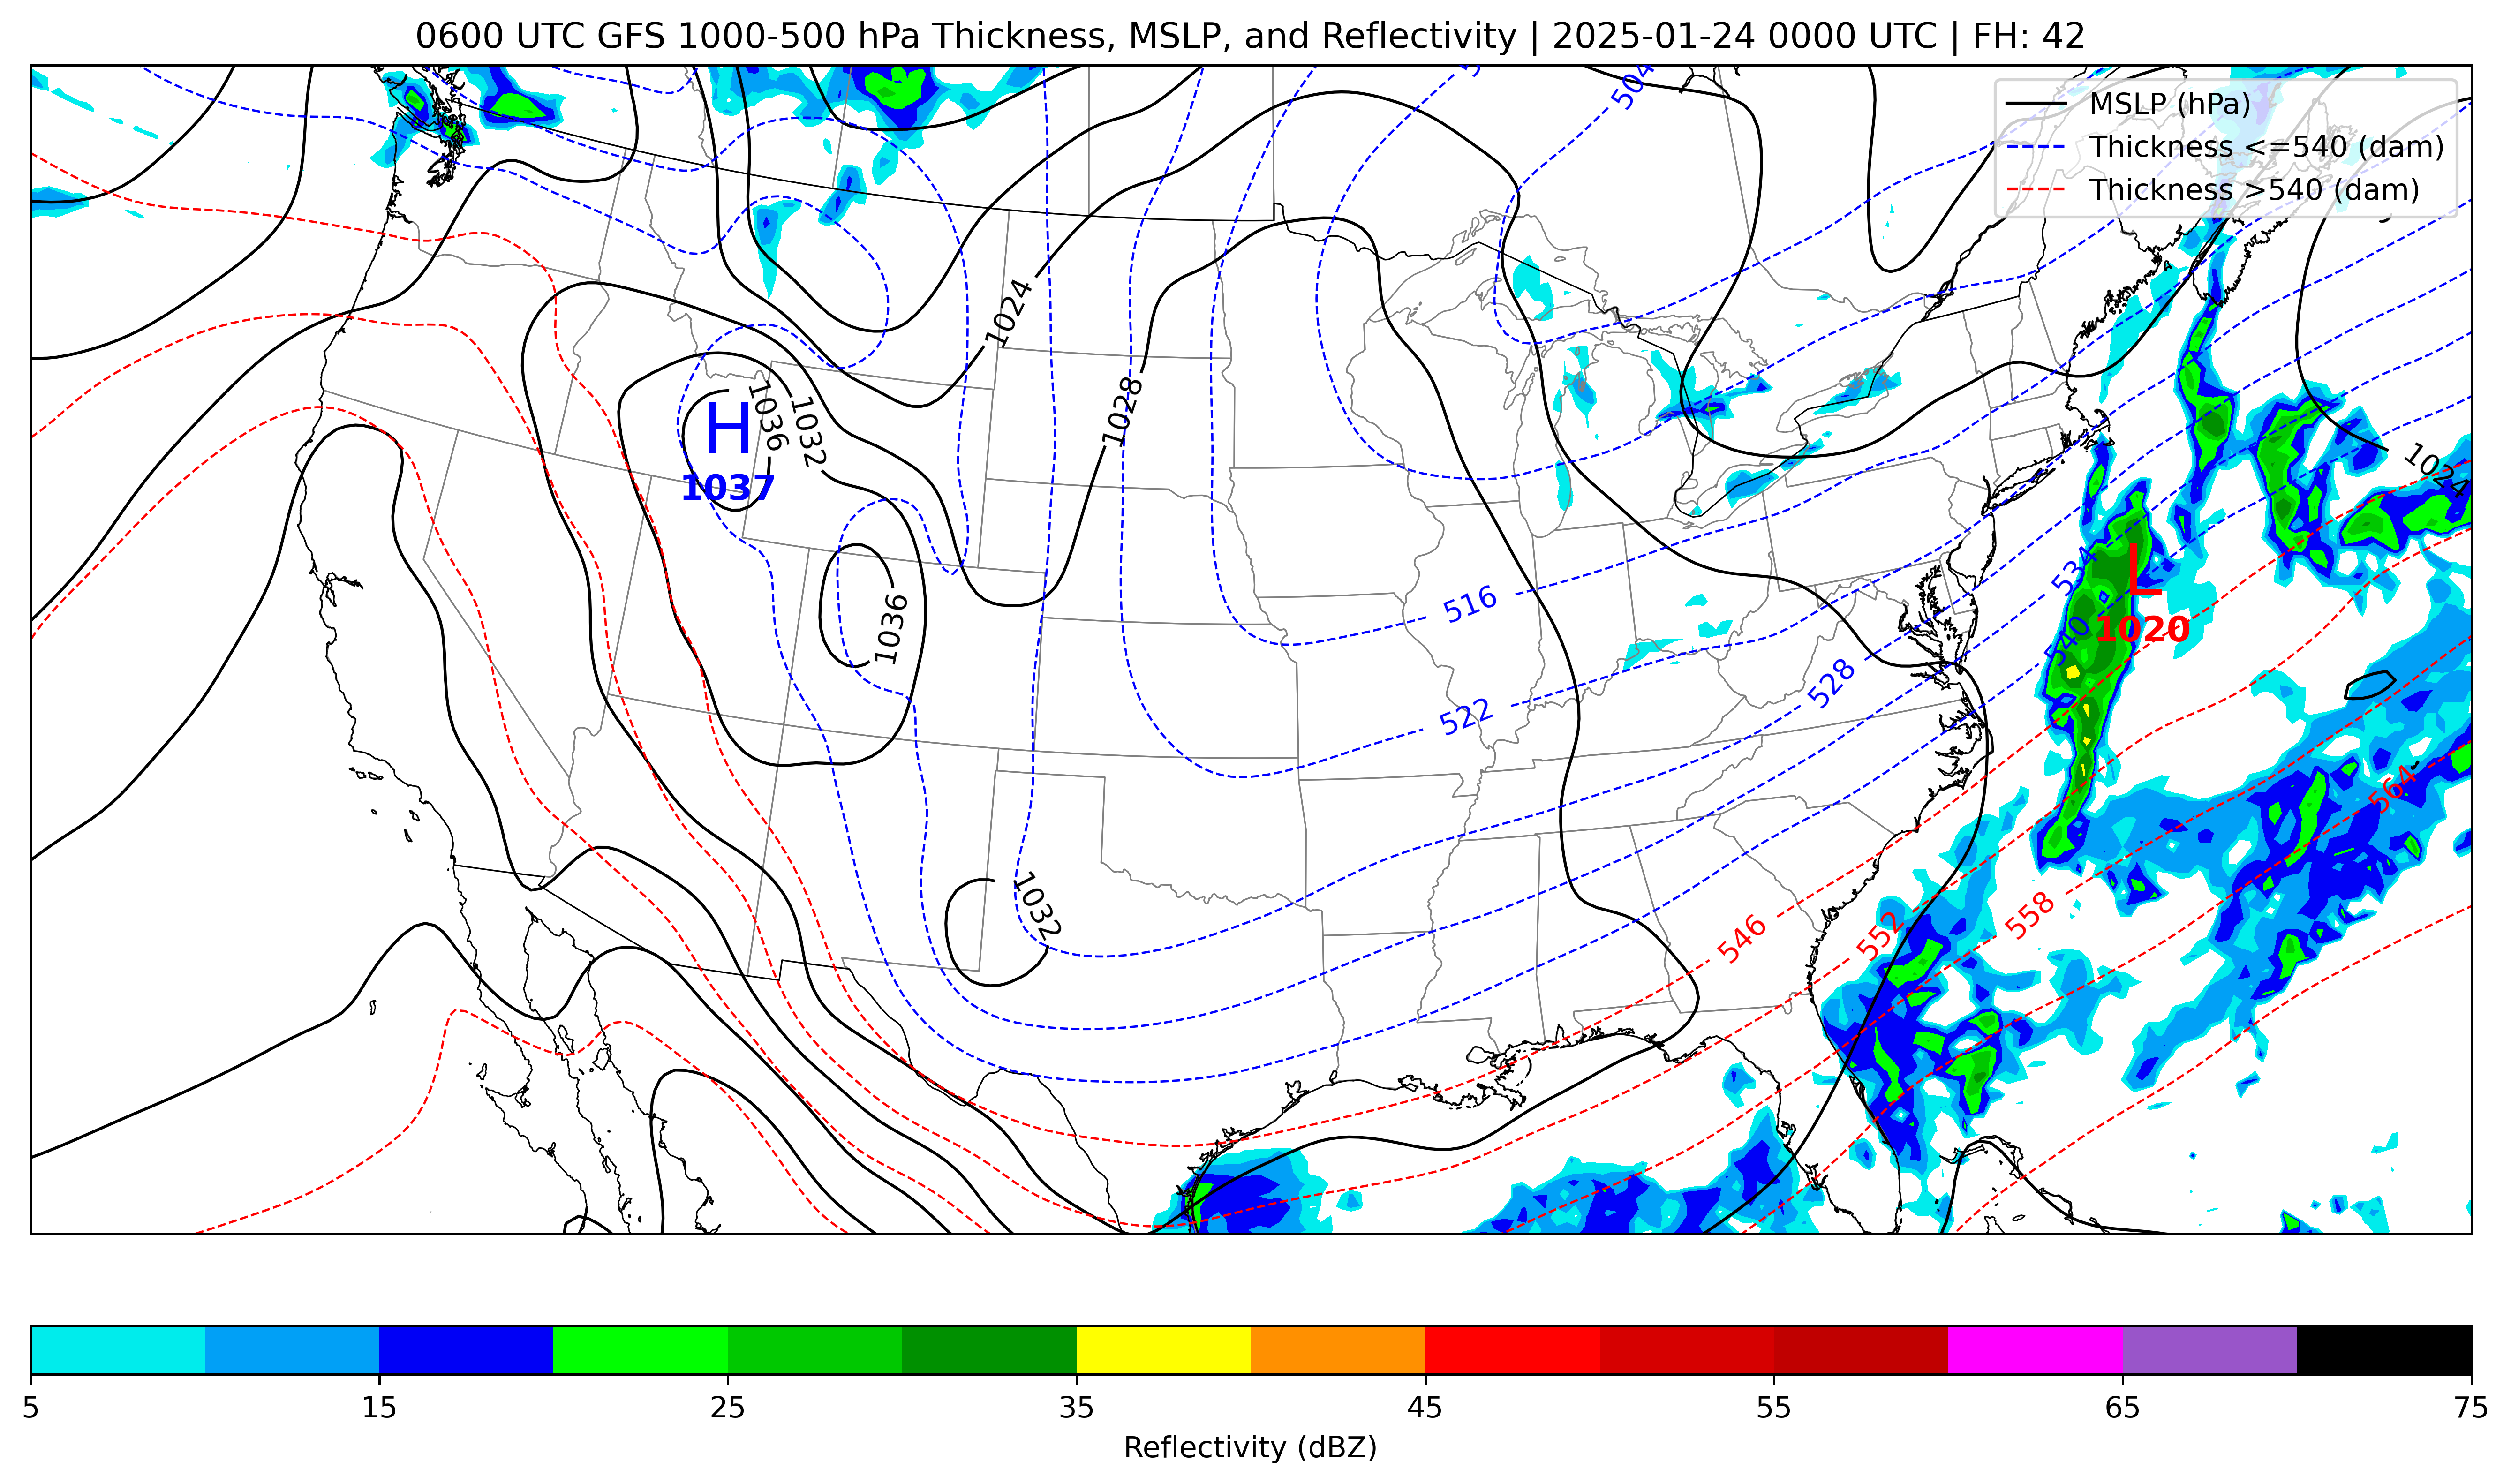 0600 UTC GFS 1000-500 hPa Thickness, MSLP, and Reflectivity | 2025-01-24 0000 UTC | FH: 42
MSLP (hPa)
Thickness <=540 (dam)
Thickness >540 (dam)
504
1024
1028
1036
1032
H
1037
1036
1032
516
522
528
534
540
L
1020
1024
546
552
558
564
5 15 25 35 45 55 65 75
Reflectivity (dBZ)